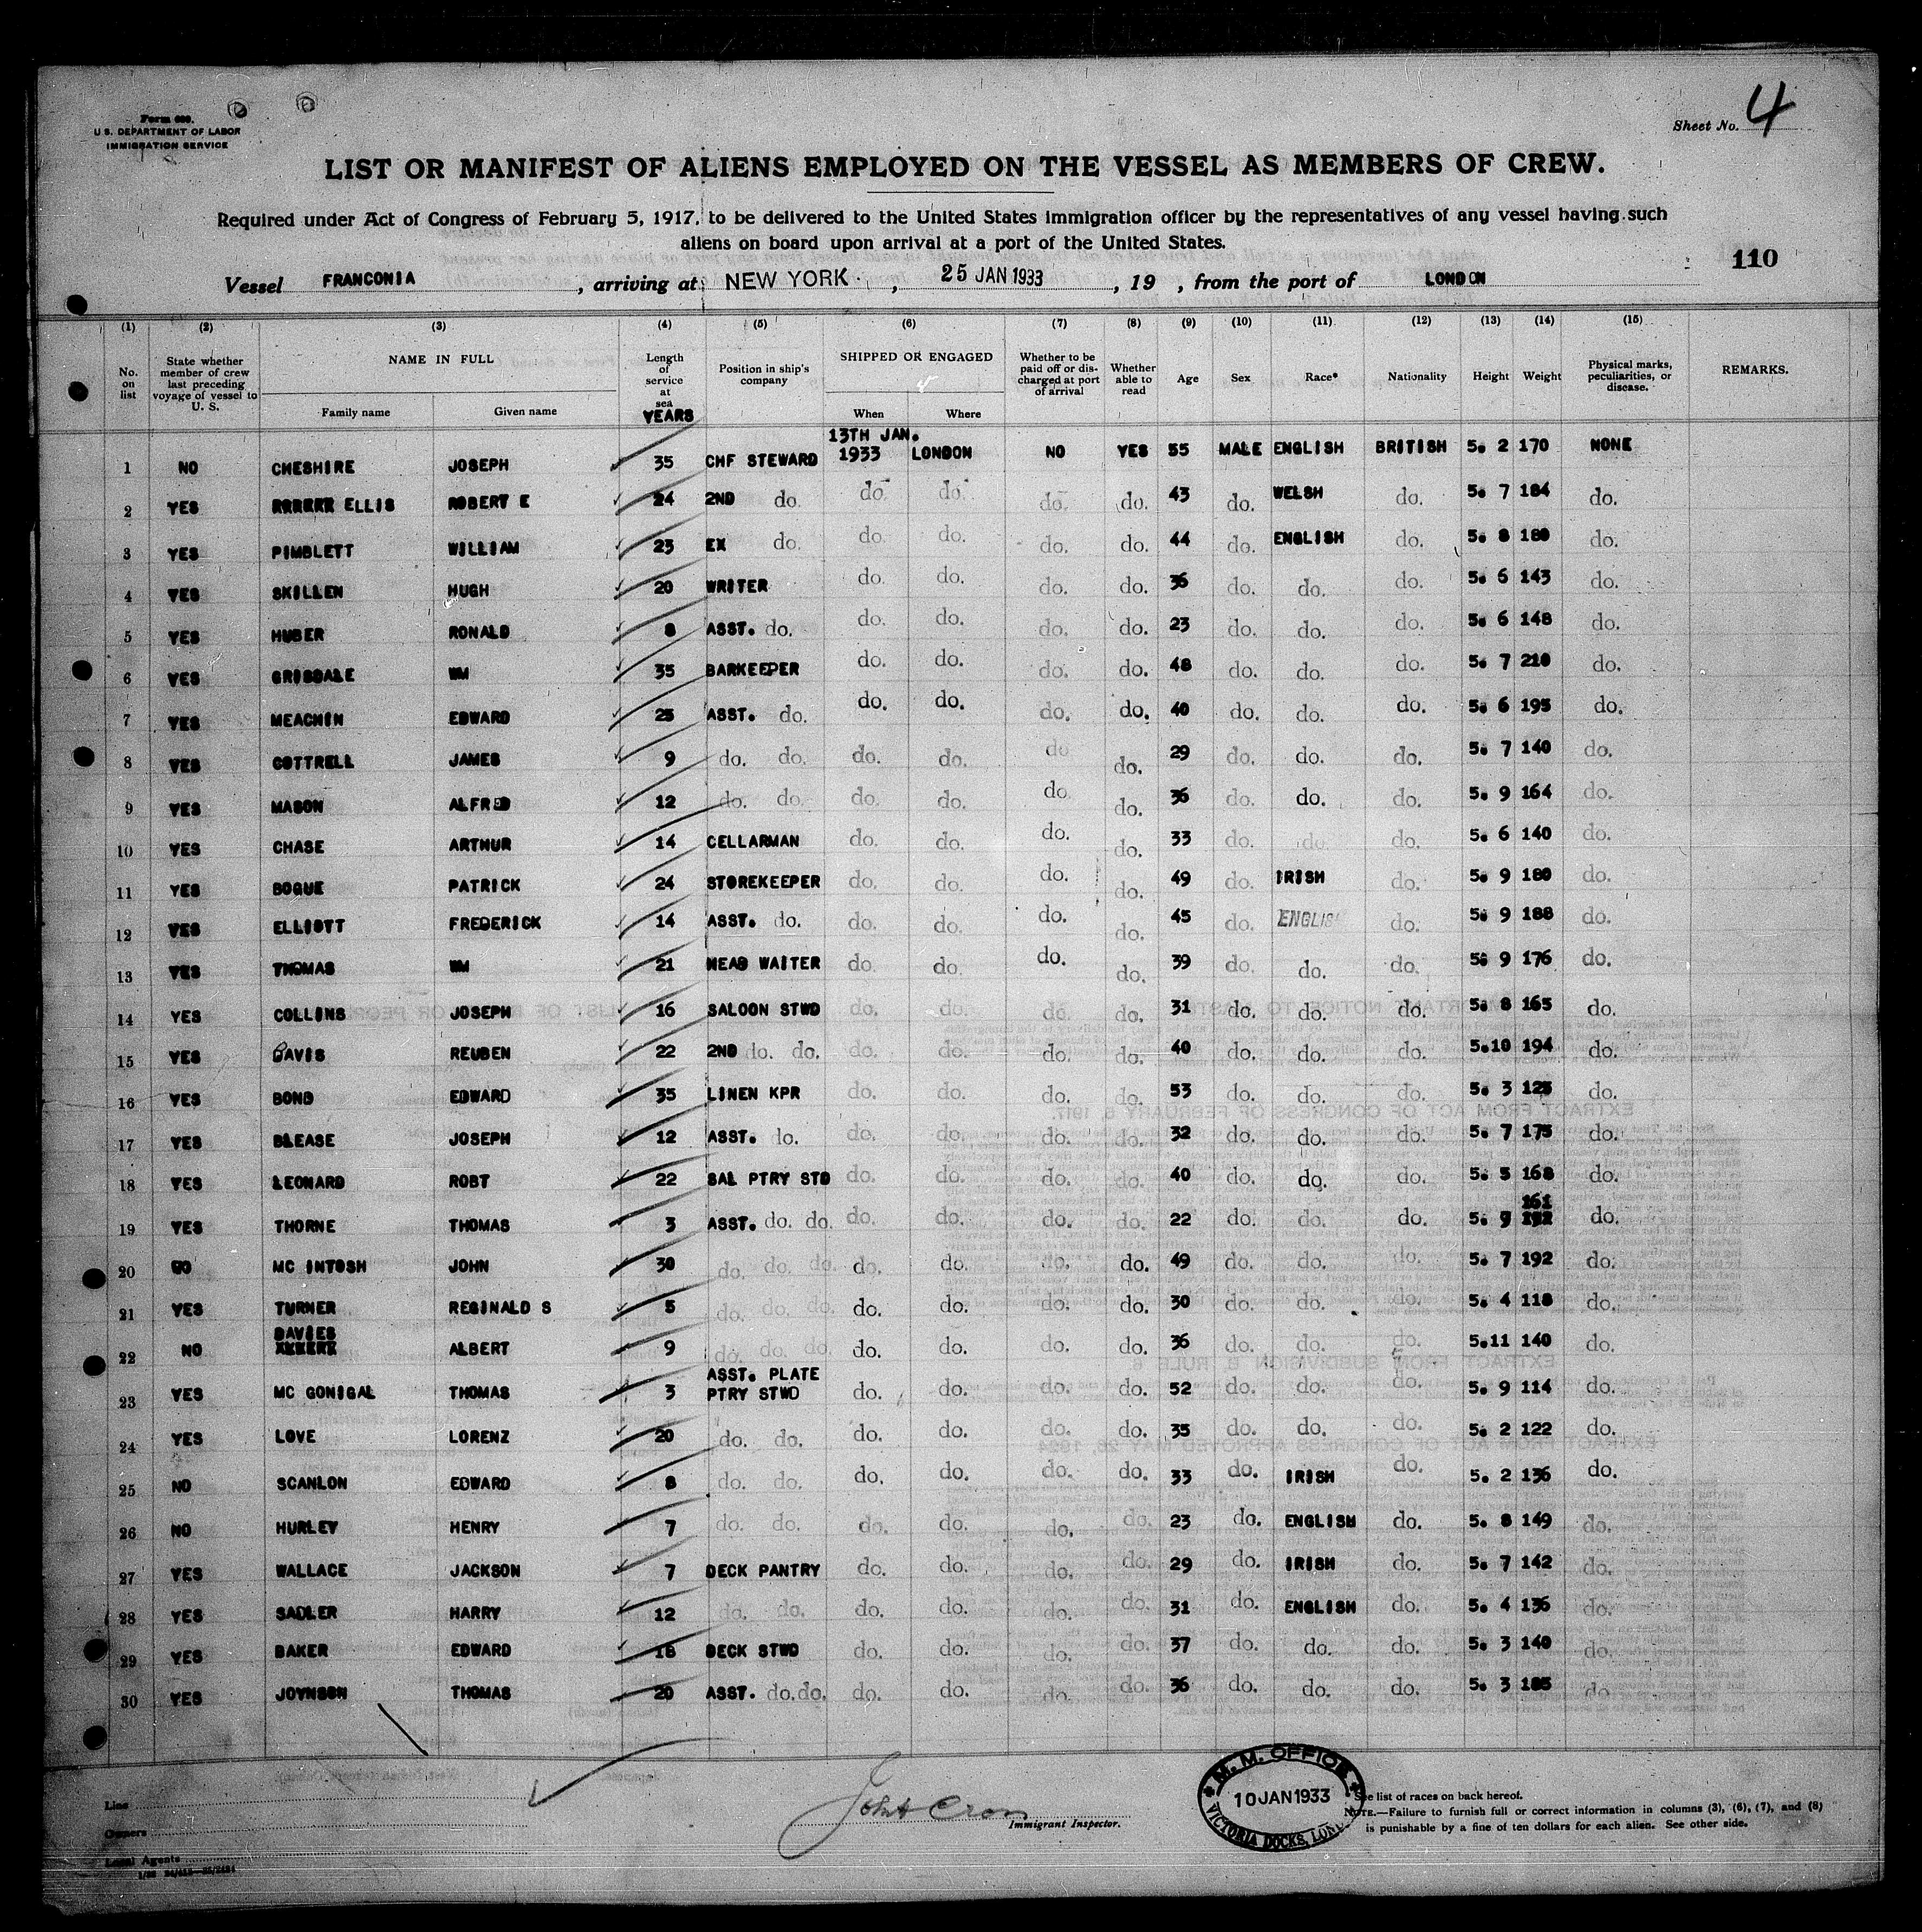 Form 689.
U.S. DEPARTMENT OF LABOR
IMMIGRATION SERVICE
Sheet No. 4
LIST OR MANIFEST OF ALIENS EMPLOYED ON THE VESSEL AS MEMBERS OF CREW.
Required under Act of Congress of February 5, 1917, to be delivered to the United States immigration officer by the representatives of any vessel having such
aliens on board upon arrival at a port of the United States.
110
Vessel FRANCONIA, arriving at NEW YORK, 25 JAN 1933, 19 , from the port of LONDON
(1) (2) (3) (4) (5) (6) (7) (8) (9) (10) (11) (12) (13) (14) (15)
No. on list State whether member of crew last preceding voyage of vessel to U. S. NAME IN FULL Family name Given name Length of service at sea YEARS Position in ship's company SHIPPED OR ENGAGED When Where Whether to be paid off or discharged at port of arrival Whether able to read Age Sex Race* Nationality Height Weight Physical marks, peculiarities, or disease. REMARKS.
1 NO CHESHIRE JOSEPH 35 CHF STEWARD 13TH JAN. 1933 LONDON NO YES 55 MALE ENGLISH BRITISH 5. 2 170 NONE
2 YES ELLIS ROBERT E 24 2ND do. do. do. do. do. 43 do. WELSH do. 5. 7 184 do.
3 YES PIMBLETT WILLIAM 23 EX do. do. do. do. do. 44 do. ENGLISH do. 5. 8 180 do.
4 YES SKILLEN HUGH 20 WRITER do. do. do. do. 36 do. do. do. 5. 6 143 do.
5 YES HUBER RONALD 8 ASST. do. do. do. do. do. 23 do. do. do. 5. 6 148 do.
6 YES GRISDALE WM 35 BARKEEPER do. do. do. do. 48 do. do. do. 5. 7 210 do.
7 YES MEACHIN EDWARD 25 ASST. do. do. do. do. do. 40 do. do. do. 5. 6 195 do.
8 YES COTTRELL JAMES 9 do. do. do. do. do do. 29 do. do. do. 5. 7 140 do.
9 YES MASON ALFRED 12 do. do. do. do. do. do. 36 do. do. do. 5. 9 164 do.
10 YES CHASE ARTHUR 14 CELLARMAN do. do. do. do. 33 do. do. do. 5. 6 140 do.
11 YES BOGUE PATRICK 24 STOREKEEPER do. do. do. do. 49 do. IRISH do. 5. 9 180 do.
12 YES ELLIOTT FREDERICK 14 ASST. do. do. do. do. do. 45 do. ENGLISH do. 5. 9 188 do.
13 YES THOMAS WM 21 HEAD WAITER do. do. do. do. 39 do. do. do. 5. 9 176 do.
14 YES COLLINS JOSEPH 16 SALOON STWD do. do. do. do. 31 do. do. do. 5. 8 165 do.
15 YES DAVIS REUBEN 22 2ND do. do. do. do. do. do. 40 do. do. do. 5.10 194 do.
16 YES BOND EDWARD 35 LINEN KPR do. do. do. do. 53 do. do. do. 5. 3 125 do.
17 YES BLEASE JOSEPH 12 ASST. do. do. do. do. do. 32 do. do. do. 5. 7 175 do.
18 YES LEONARD ROBT 22 SAL PTRY STD do. do. do. do. 40 do. do. do. 5. 5 168 do.
19 YES THORNE THOMAS 3 ASST. do. do. do. do. do. do. 22 do. do. do. 5. 9 161 do.
20 NO MC INTOSH JOHN 30 do. do. do. do. do. do. do. 49 do. do. do. 5. 7 192 do.
21 YES TURNER REGINALD S 5 do. do. do. do. do. do. do. 30 do. do. do. 5. 4 118 do.
22 NO DAVIES ALBERT 9 do. do. do. do. do. do. do. 36 do. do. do. 5.11 140 do.
23 YES MC GONIGAL THOMAS 3 ASST. PLATE PTRY STWD do. do. do. do. 52 do. do. do. 5. 9 114 do.
24 YES LOVE LORENZ 20 do. do. do. do. do. do. 35 do. do. do. 5. 2 122 do.
25 NO SCANLON EDWARD 8 do. do. do. do. do. do. 33 do. IRISH do. 5. 2 136 do.
26 NO HURLEY HENRY 7 do. do. do. do. do. do. 23 do. ENGLISH do. 5. 8 149 do.
27 YES WALLACE JACKSON 7 DECK PANTRY do. do. do. do. 29 do. IRISH do. 5. 7 142 do.
28 YES SADLER HARRY 12 do. do. do. do. do. do. 31 do. ENGLISH do. 5. 4 136 do.
29 YES BAKER EDWARD 18 DECK STWD do. do. do. do. 37 do. do. do. 5. 3 140 do.
30 YES JOYNSON THOMAS 20 ASST. do. do. do. do. do. do. 36 do. do. do. 5. 3 185 do.
Line
Owners
Local Agents
John Cron
Immigrant Inspector.
M. M. OFFICE
10 JAN 1933
VICTORIA DOCKS,
See list of races on back hereof.
NOTE.—Failure to furnish full or correct information in columns (3), (6), (7), and (8)
is punishable by a fine of ten dollars for each alien. See other side.